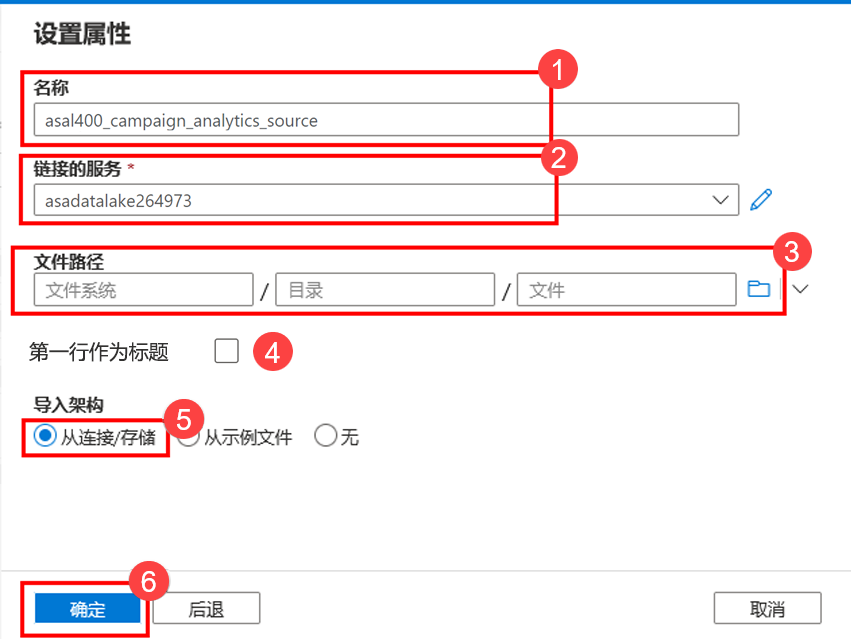 设置属性
1
名称
asal400_campaign_analytics_source
2
链接的服务 *
asadatalake264973
3
文件路径
文件系统 / 目录 / 文件
第一行作为标题 4
导入架构
5
从连接/存储 从示例文件 无
6
确定 后退 取消